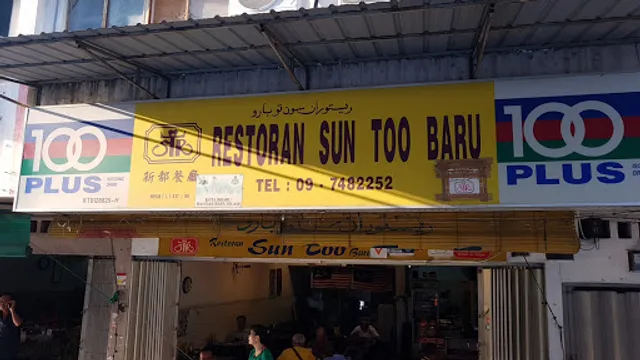 ريستوران سون تو بارو
100 PLUS
RESTORAN SUN TOO BARU
新都餐廳
TEL : 09 - 7482252
100 PLUS
Restoran Sun Too Baru